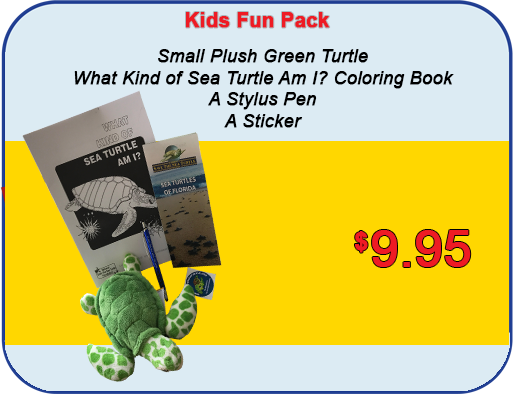 Kids Fun Pack
Small Plush Green Turtle
What Kind of Sea Turtle Am I? Coloring Book
A Stylus Pen
A Sticker
WHAT
KIND OF
SEA TURTLE
AM I?
SEA TURTLES
OF FLORIDA
$9.95